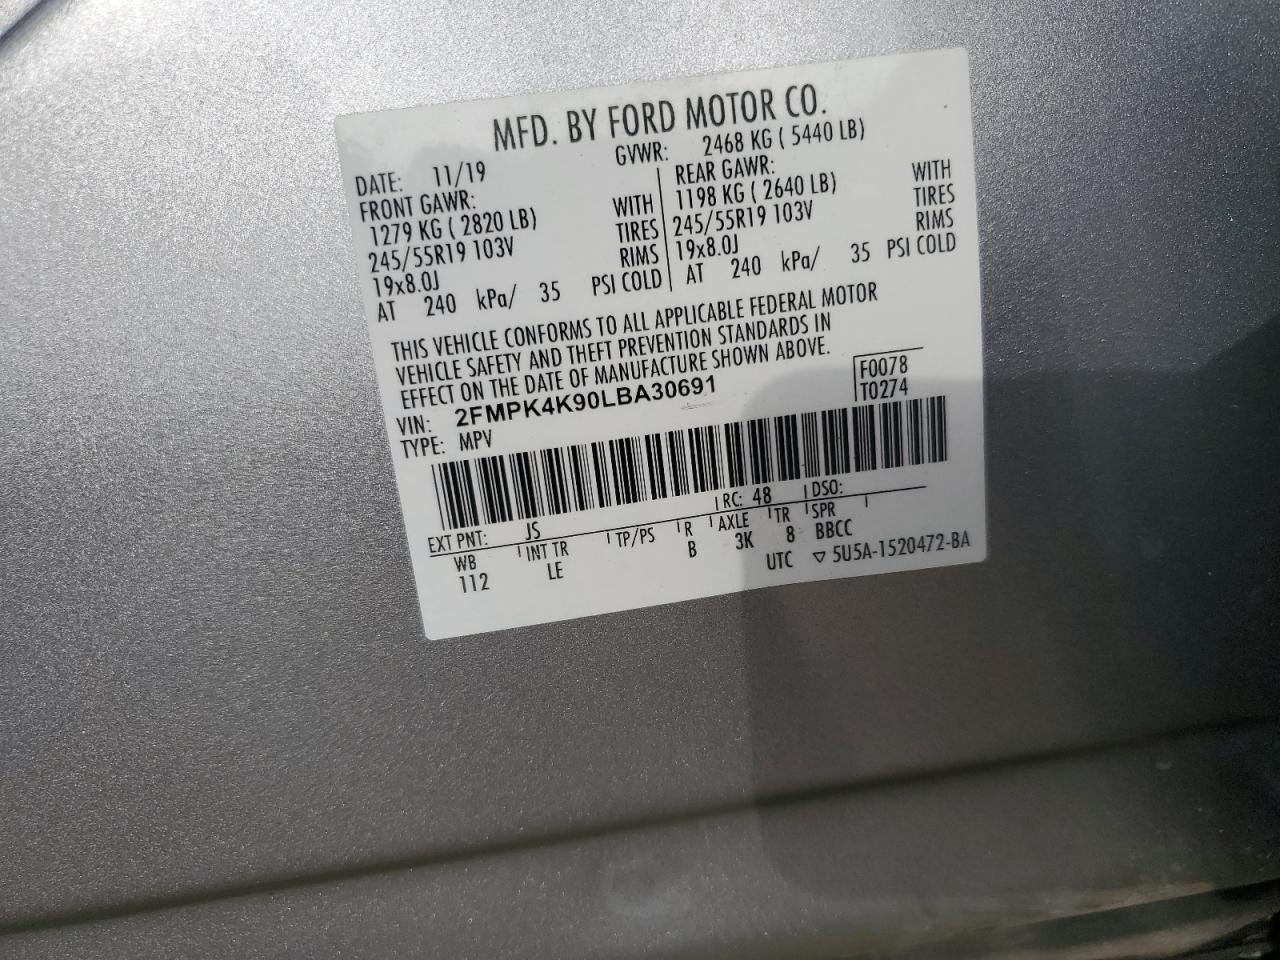 MFD. BY FORD MOTOR CO.
DATE: 11/19 GVWR: 2468 KG ( 5440 LB)
FRONT GAWR: REAR GAWR:
1279 KG ( 2820 LB) WITH 1198 KG ( 2640 LB) WITH
245/55R19 103V TIRES 245/55R19 103V TIRES
19x8.0J RIMS 19x8.0J RIMS
AT 240 kPa/ 35 PSI COLD AT 240 kPa/ 35 PSI COLD
THIS VEHICLE CONFORMS TO ALL APPLICABLE FEDERAL MOTOR
VEHICLE SAFETY AND THEFT PREVENTION STANDARDS IN
EFFECT ON THE DATE OF MANUFACTURE SHOWN ABOVE.
VIN: 2FMPK4K90LBA30691 F0078
TYPE: MPV T0274
EXT PNT: JS RC: 48 DSO:
WB INT TR TP/PS R AXLE TR SPR
112 LE B 3K 8 BBCC
UTC ▽ 5U5A-1520472-BA